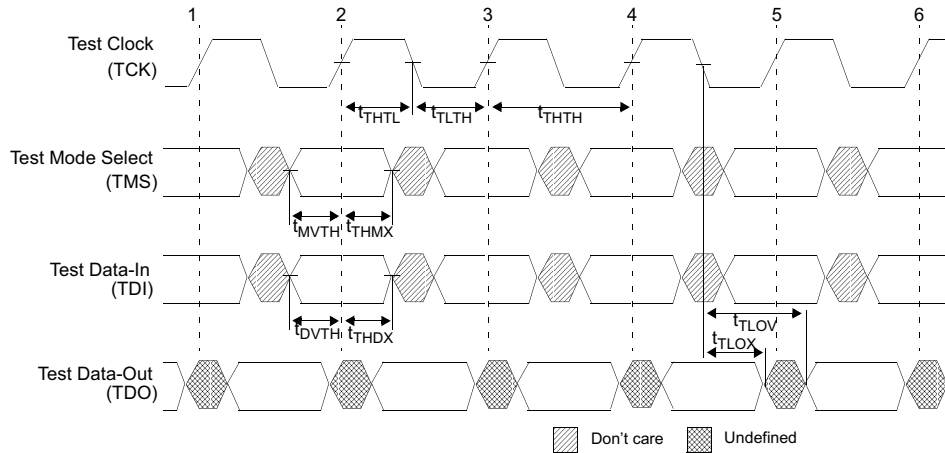 1 2 3 4 5 6
Test Clock
(TCK)
tTHTL tTLTH tTHTH
Test Mode Select
(TMS)
tMVTH tTHMX
Test Data-In
(TDI)
tDVTH tTHDX
tTLOV
tTLOX
Test Data-Out
(TDO)
Don't care Undefined